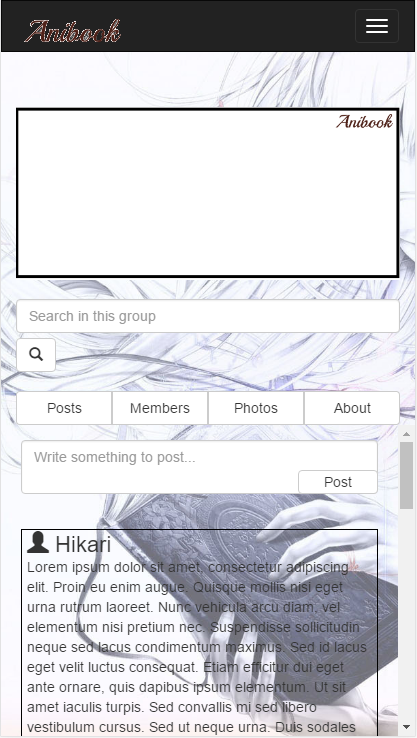 Anibook
Anibook
Search in this group
Posts
Members
Photos
About
Write something to post...
Post
Hikari
Lorem ipsum dolor sit amet, consectetur adipiscing
elit. Proin eu enim augue. Quisque mollis nisi eget
urna rutrum laoreet. Nunc vehicula arcu diam, vel
elementum nisi pretium nec. Suspendisse sollicitudin
neque sed lacus condimentum maximus. Sed id lacus
eget velit luctus consequat. Etiam efficitur dui eget
ante ornare, quis dapibus ipsum elementum. Ut sit
amet iaculis turpis. Sed convallis mi sed libero
vestibulum cursus. Sed ut neque urna. Duis sodales